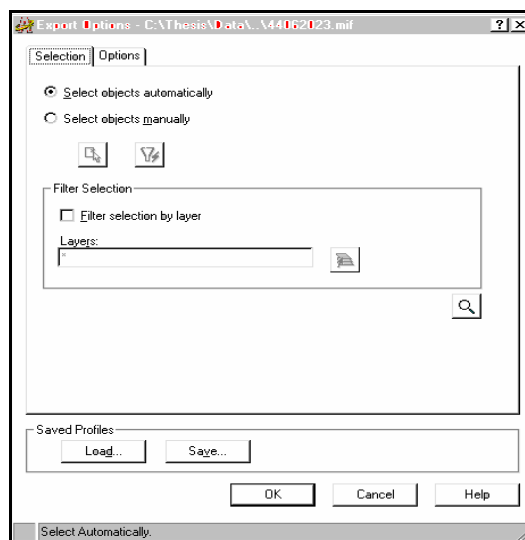 Export Options - C:\Thesis\Data\..\44062023.mif
Selection Options
Select objects automatically
Select objects manually
Filter Selection
Filter selection by layer
Layers:
*
Saved Profiles
Load... Save...
OK Cancel Help
Select Automatically.